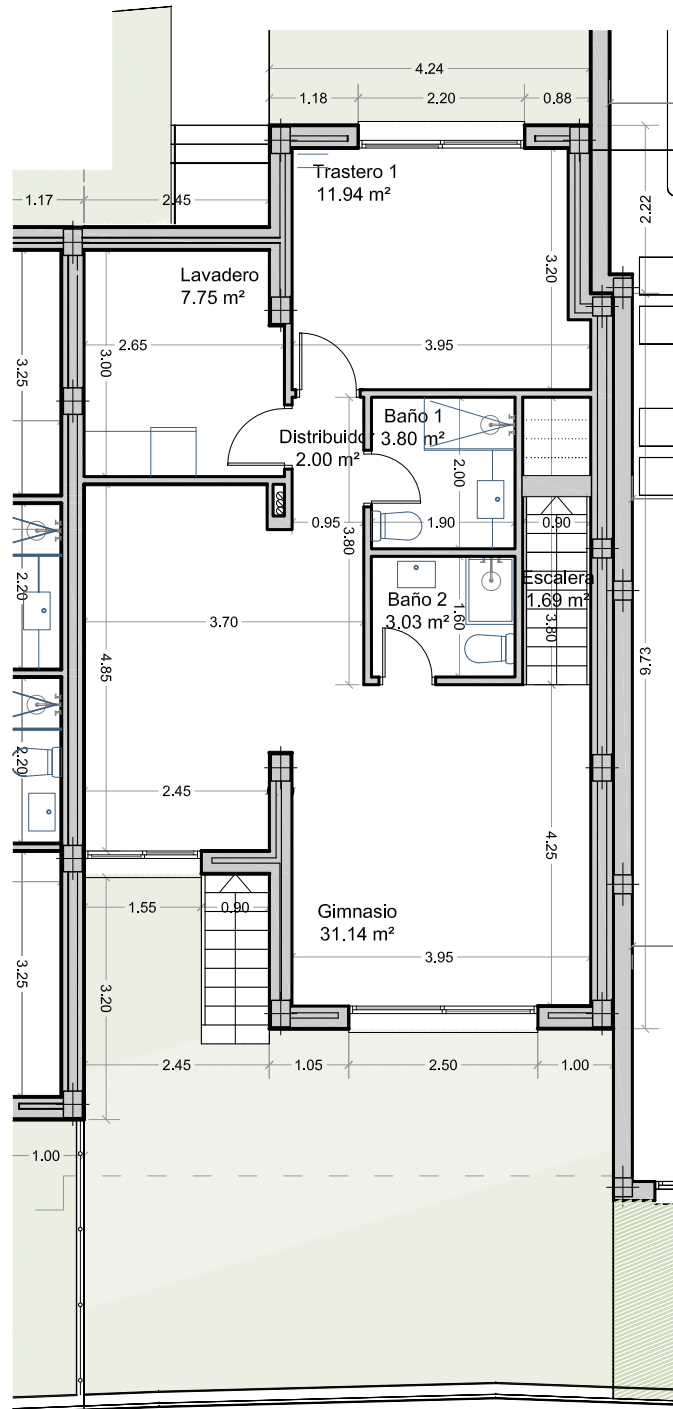 4.24
1.18
2.20
0.88
Trastero 1
11.94 m²
1.17
2.45
2.22
Lavadero
7.75 m²
3.20
2.65
3.95
3.25
3.00
Baño 1
3.80 m²
Distribuidor
2.00 m²
2.00
0.95
1.90
0.90
3.80
Escalera
1.69 m²
2.20
Baño 2
3.03 m²
1.60
3.80
3.70
4.85
9.73
2.20
2.45
4.25
1.55
0.90
Gimnasio
31.14 m²
3.95
3.25
3.20
2.45
1.05
2.50
1.00
1.00